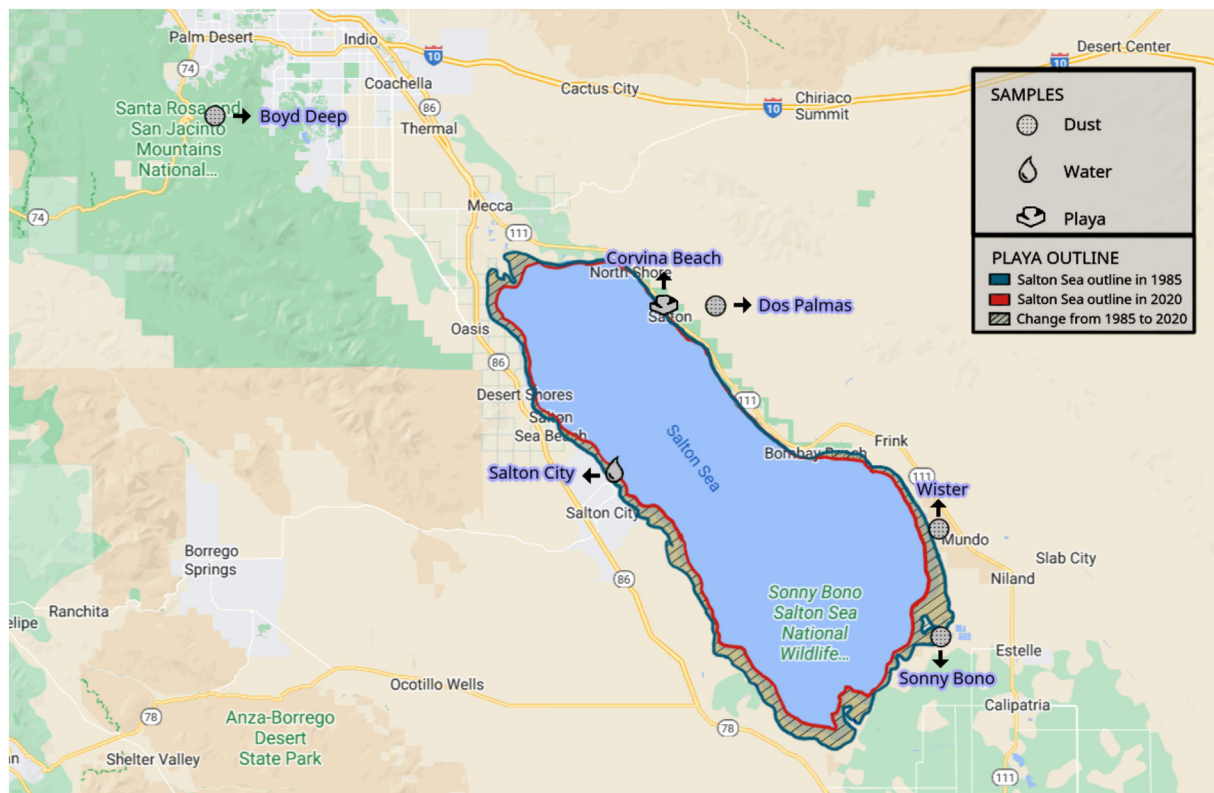 Palm Desert
Indio
10
Desert Center
10
74
Coachella
Cactus City
86
10
Chiriaco
Summit
Santa Rosa and
San Jacinto
Mountains
National...
Boyd Deep
Thermal
SAMPLES
Dust
Water
Playa
74
Mecca
111
PLAYA OUTLINE
Salton Sea outline in 1985
Salton Sea outline in 2020
Change from 1985 to 2020
Corvina Beach
North Shore
Dos Palmas
Salton
Oasis
86
Desert Shores
111
Salton
Sea Beach
Salton Sea
Bombay Beach
Frink
111
Salton City
Wister
Salton City
Mundo
Slab City
Borrego
Springs
86
Niland
Ranchita
elipe
Sonny Bono
Salton Sea
National
Wildlife...
Estelle
Sonny Bono
Ocotillo Wells
Calipatria
78
Anza-Borrego
Desert
State Park
78
Shelter Valley
an
111